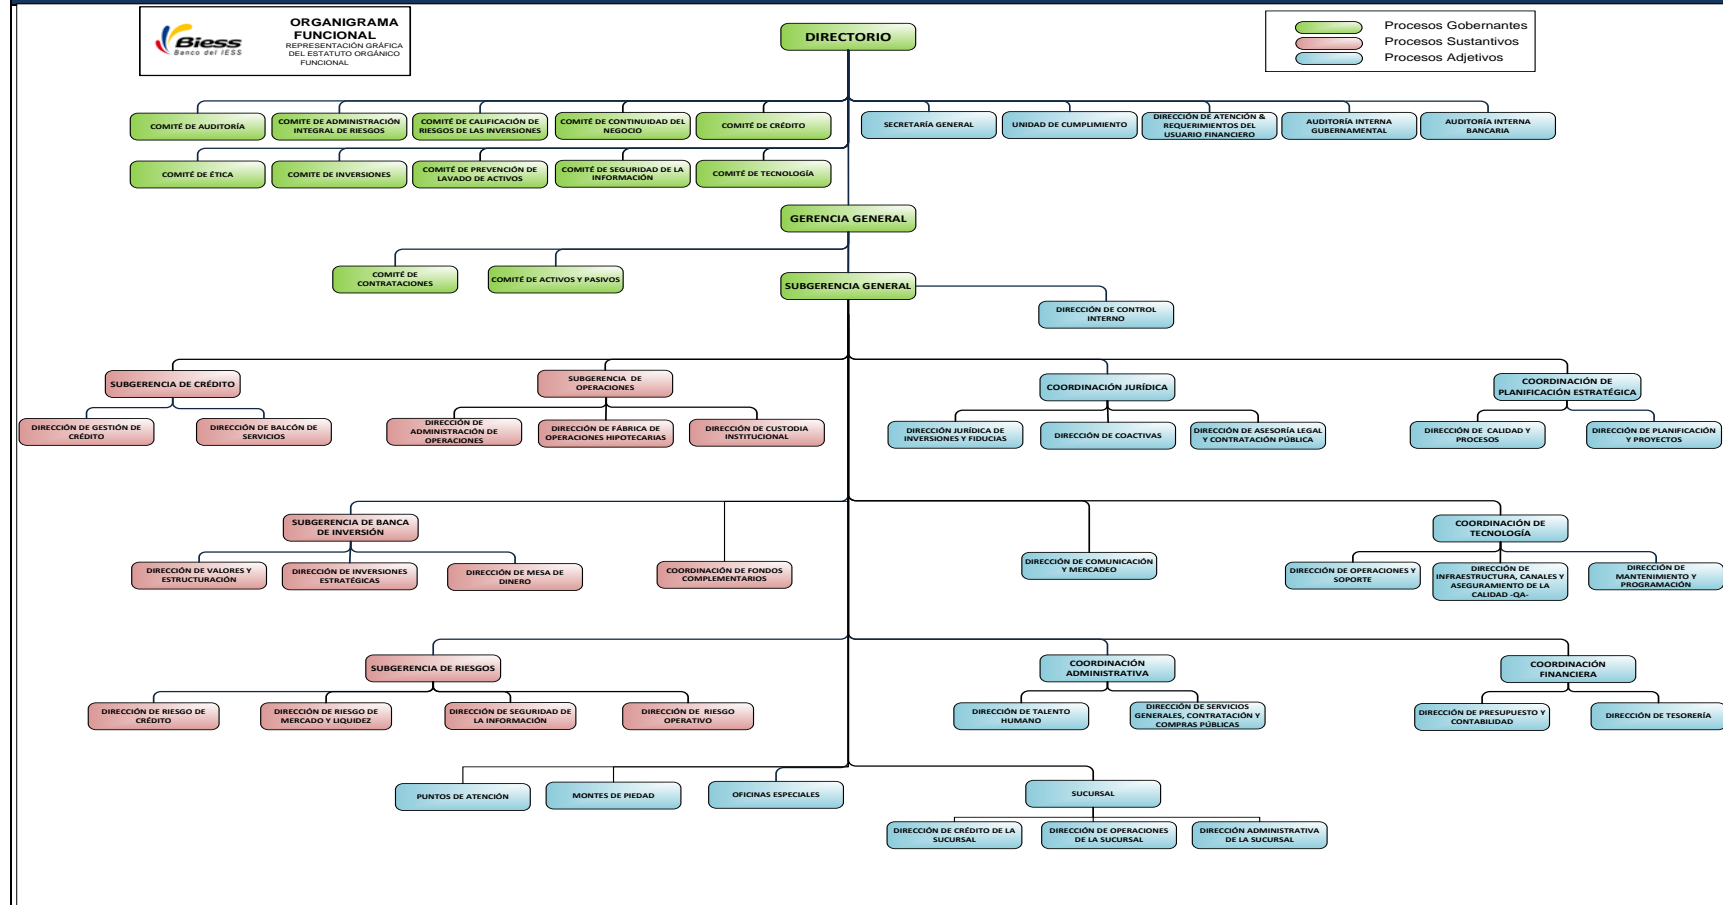 Biess
Banco del IESS
ORGANIGRAMA
FUNCIONAL
REPRESENTACIÓN GRÁFICA
DEL ESTATUTO ORGÁNICO
FUNCIONAL
DIRECTORIO
Procesos Gobernantes
Procesos Sustantivos
Procesos Adjetivos
COMITÉ DE AUDITORÍA
COMITE DE ADMINISTRACIÓN
INTEGRAL DE RIESGOS
COMITÉ DE CALIFICACIÓN DE
RIESGOS DE LAS INVERSIONES
COMITÉ DE CONTINUIDAD DEL
NEGOCIO
COMITÉ DE CRÉDITO
SECRETARÍA GENERAL
UNIDAD DE CUMPLIMIENTO
DIRECCIÓN DE ATENCIÓN &
REQUERIMIENTOS DEL
USUARIO FINANCIERO
AUDITORÍA INTERNA
GUBERNAMENTAL
AUDITORÍA INTERNA
BANCARIA
COMITÉ DE ÉTICA
COMITE DE INVERSIONES
COMITÉ DE PREVENCIÓN DE
LAVADO DE ACTIVOS
COMITÉ DE SEGURIDAD DE LA
INFORMACIÓN
COMITÉ DE TECNOLOGÍA
GERENCIA GENERAL
COMITÉ DE
CONTRATACIONES
COMITÉ DE ACTIVOS Y PASIVOS
SUBGERENCIA GENERAL
DIRECCIÓN DE CONTROL
INTERNO
SUBGERENCIA DE CRÉDITO
SUBGERENCIA DE
OPERACIONES
COORDINACIÓN JURÍDICA
COORDINACIÓN DE
PLANIFICACIÓN ESTRATÉGICA
DIRECCIÓN DE GESTIÓN DE
CRÉDITO
DIRECCIÓN DE BALCÓN DE
SERVICIOS
DIRECCIÓN DE
ADMINISTRACIÓN DE
OPERACIONES
DIRECCIÓN DE FÁBRICA DE
OPERACIONES HIPOTECARIAS
DIRECCIÓN DE CUSTODIA
INSTITUCIONAL
DIRECCIÓN JURÍDICA DE
INVERSIONES Y FIDUCIAS
DIRECCIÓN DE COACTIVAS
DIRECCIÓN DE ASESORÍA LEGAL
Y CONTRATACIÓN PÚBLICA
DIRECCIÓN DE CALIDAD Y
PROCESOS
DIRECCIÓN DE PLANIFICACIÓN
Y PROYECTOS
SUBGERENCIA DE BANCA
DE INVERSIÓN
COORDINACIÓN DE
TECNOLOGÍA
DIRECCIÓN DE VALORES Y
ESTRUCTURACIÓN
DIRECCIÓN DE INVERSIONES
ESTRATÉGICAS
DIRECCIÓN DE MESA DE
DINERO
COORDINACIÓN DE FONDOS
COMPLEMENTARIOS
DIRECCIÓN DE COMUNICACIÓN
Y MERCADEO
DIRECCIÓN DE OPERACIONES Y
SOPORTE
DIRECCIÓN DE
INFRAESTRUCTURA, CANALES Y
ASEGURAMIENTO DE LA
CALIDAD -QA-
DIRECCIÓN DE
MANTENIMIENTO Y
PROGRAMACIÓN
SUBGERENCIA DE RIESGOS
COORDINACIÓN
ADMINISTRATIVA
COORDINACIÓN
FINANCIERA
DIRECCIÓN DE RIESGO DE
CRÉDITO
DIRECCIÓN DE RIESGO DE
MERCADO Y LIQUIDEZ
DIRECCIÓN DE SEGURIDAD DE
LA INFORMACIÓN
DIRECCIÓN DE RIESGO
OPERATIVO
DIRECCIÓN DE TALENTO
HUMANO
DIRECCIÓN DE SERVICIOS
GENERALES, CONTRATACIÓN Y
COMPRAS PÚBLICAS
DIRECCIÓN DE PRESUPUESTO Y
CONTABILIDAD
DIRECCIÓN DE TESORERÍA
PUNTOS DE ATENCIÓN
MONTES DE PIEDAD
OFICINAS ESPECIALES
SUCURSAL
DIRECCIÓN DE CRÉDITO DE LA
SUCURSAL
DIRECCIÓN DE OPERACIONES
DE LA SUCURSAL
DIRECCIÓN ADMINISTRATIVA
DE LA SUCURSAL